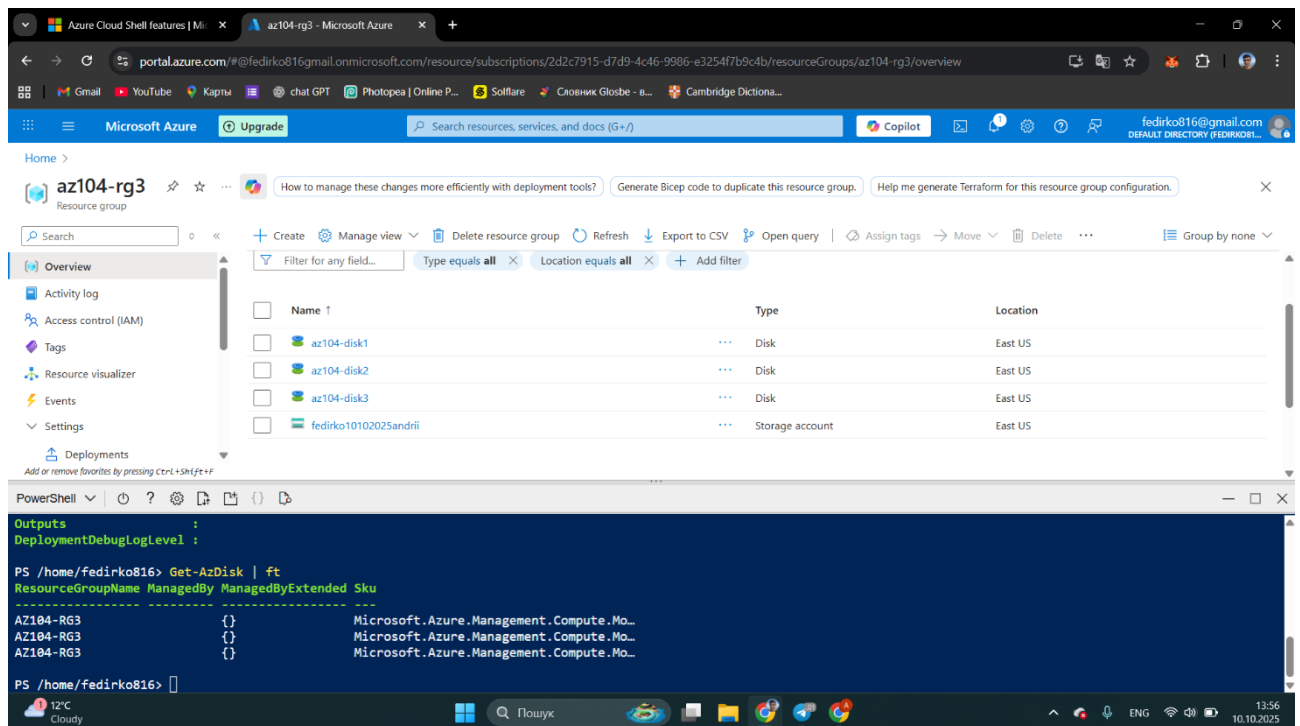 Azure Cloud Shell features | Mic
az104-rg3 - Microsoft Azure
portal.azure.com/#@fedirko816gmail.onmicrosoft.com/resource/subscriptions/2d2c7915-d7d9-4c46-9986-e3254f7b9c4b/resourceGroups/az104-rg3/overview
Gmail YouTube Карты chat GPT Photopea | Online P... Solflare Словник Glosbe - в... Cambridge Dictiona...
Microsoft Azure Upgrade Search resources, services, and docs (G+/) Copilot 1 fedirko816@gmail.com
DEFAULT DIRECTORY (FEDIRKO81...
Home >
az104-rg3 ... How to manage these changes more efficiently with deployment tools? Generate Bicep code to duplicate this resource group. Help me generate Terraform for this resource group configuration.
Resource group
Search Create Manage view Delete resource group Refresh Export to CSV Open query Assign tags Move Delete ... Group by none
Overview Filter for any field... Type equals all Location equals all Add filter
Activity log
Access control (IAM) Name ↑ Type Location
Tags az104-disk1 ... Disk East US
Resource visualizer az104-disk2 ... Disk East US
Events az104-disk3 ... Disk East US
Settings fedirko10102025andrii ... Storage account East US
Deployments
Add or remove favorites by pressing Ctrl+Shift+F
PowerShell
Outputs :
DeploymentDebugLogLevel :
PS /home/fedirko816> Get-AzDisk | ft
ResourceGroupName ManagedBy ManagedByExtended Sku
----------------- --------- ----------------- ---
AZ104-RG3 {} Microsoft.Azure.Management.Compute.Mo…
AZ104-RG3 {} Microsoft.Azure.Management.Compute.Mo…
AZ104-RG3 {} Microsoft.Azure.Management.Compute.Mo…
PS /home/fedirko816>
1 12°C
Cloudy
Пошук
ENG
13:56
10.10.2025